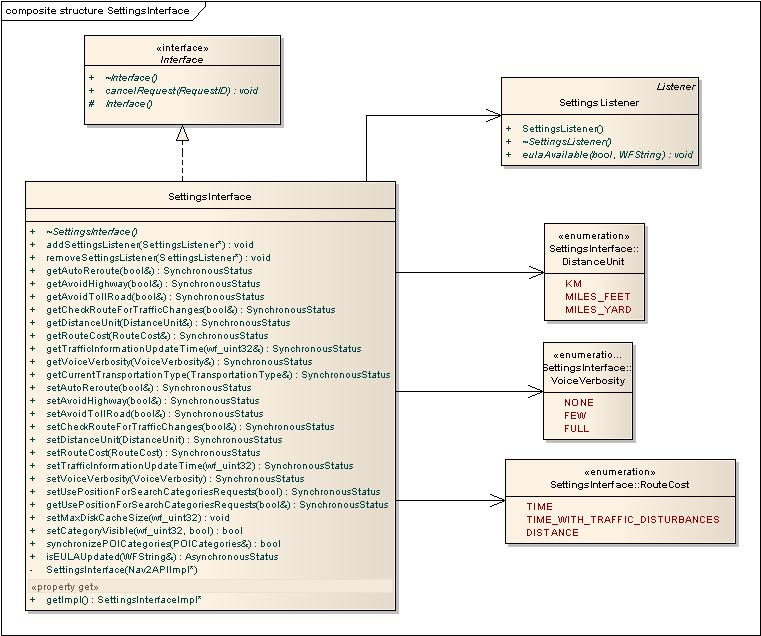 composite structure SettingsInterface
«interface»
Interface
+ ~Interface()
+ cancelRequest(RequestID) : void
# Interface()
Listener
SettingsListener
+ SettingsListener()
+ ~SettingsListener()
+ eulaAvailable(bool, WFString) : void
SettingsInterface
+ ~SettingsInterface()
+ addSettingsListener(SettingsListener*) : void
+ removeSettingsListener(SettingsListener*) : void
+ getAutoReroute(bool&) : SynchronousStatus
+ getAvoidHighway(bool&) : SynchronousStatus
+ getAvoidTollRoad(bool&) : SynchronousStatus
+ getCheckRouteForTrafficChanges(bool&) : SynchronousStatus
+ getDistanceUnit(DistanceUnit&) : SynchronousStatus
+ getRouteCost(RouteCost&) : SynchronousStatus
+ getTrafficInformationUpdateTime(wf_uint32&) : SynchronousStatus
+ getVoiceVerbosity(VoiceVerbosity&) : SynchronousStatus
+ getCurrentTransportationType(TransportationType&) : SynchronousStatus
+ setAutoReroute(bool&) : SynchronousStatus
+ setAvoidHighway(bool&) : SynchronousStatus
+ setAvoidTollRoad(bool&) : SynchronousStatus
+ setCheckRouteForTrafficChanges(bool&) : SynchronousStatus
+ setDistanceUnit(DistanceUnit) : SynchronousStatus
+ setRouteCost(RouteCost) : SynchronousStatus
+ setTrafficInformationUpdateTime(wf_uint32) : SynchronousStatus
+ setVoiceVerbosity(VoiceVerbosity) : SynchronousStatus
+ setUsePositionForSearchCategoriesRequests(bool) : SynchronousStatus
+ getUsePositionForSearchCategoriesRequests(bool&) : SynchronousStatus
+ setMaxDiskCacheSize(wf_uint32) : void
+ setCategoryVisible(wf_uint32, bool) : bool
+ synchronizePOICategories(POICategories&) : bool
+ isEULAUpdated(WFString&) : AsynchronousStatus
- SettingsInterface(Nav2APIImpl*)
«property get»
+ getImpl() : SettingsInterfaceImpl*
«enumeration»
SettingsInterface::
DistanceUnit
KM
MILES_FEET
MILES_YARD
«enumeratio...
SettingsInterface::
VoiceVerbosity
NONE
FEW
FULL
«enumeration»
SettingsInterface::RouteCost
TIME
TIME_WITH_TRAFFIC_DISTURBANCES
DISTANCE